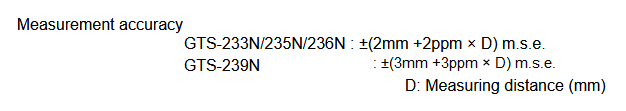 Measurement accuracy
GTS-233N/235N/236N : ±(2mm +2ppm × D) m.s.e.
GTS-239N : ±(3mm +3ppm × D) m.s.e.
D: Measuring distance (mm)